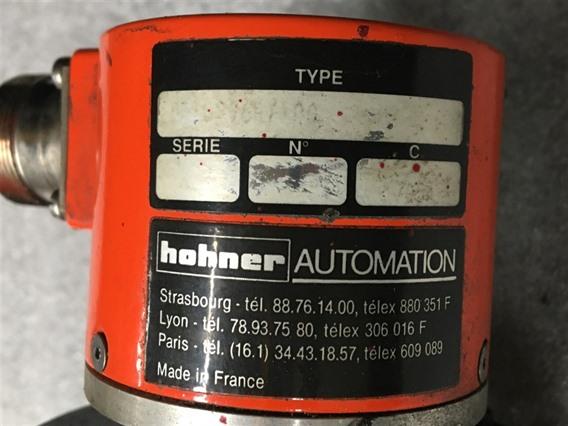 TYPE
SERIE N° C
hohner AUTOMATION
Strasbourg - tél. 88.76.14.00, télex 880 351 F
Lyon - tél. 78.93.75 80, télex 306 016 F
Paris - tél. (16.1) 34.43.18.57, télex 609 089
Made in France